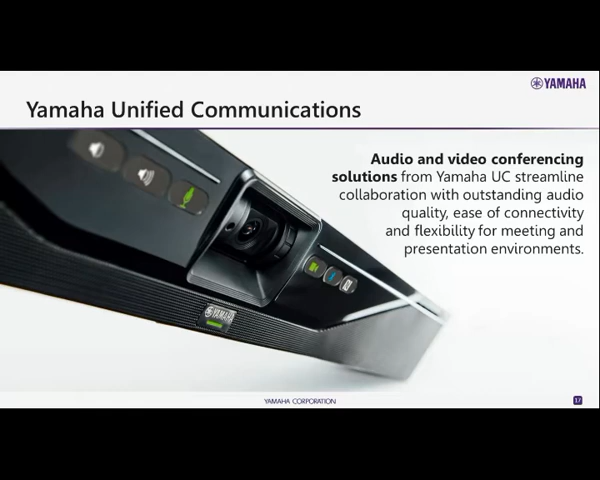 YAMAHA
Yamaha Unified Communications
Audio and video conferencing
solutions from Yamaha UC streamline
collaboration with outstanding audio
quality, ease of connectivity
and flexibility for meeting and
presentation environments.
YAMAHA
YAMAHA CORPORATION
17